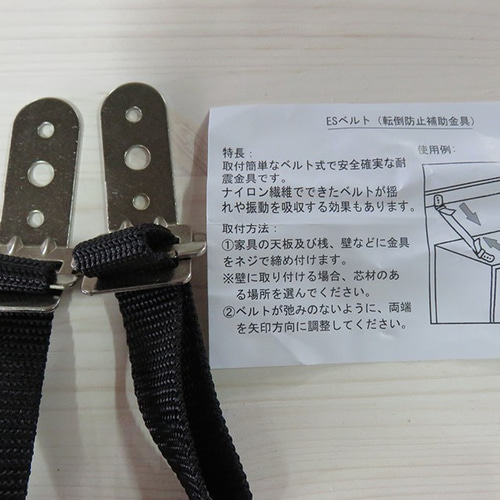 ESベルト（転倒防止補助金具）
特長：
取付簡単なベルト式で安全確実な耐
震金具です。
ナイロン繊維でできたベルトが揺
れや振動を吸収する効果もあります。
取付方法：
①家具の天板及び桟、壁などに金具
をネジで締め付けます。
※壁に取り付ける場合、芯材のあ
る場所を選んでください。
②ベルトが弛みのないように、両端
を矢印方向に調整してください。
使用例：